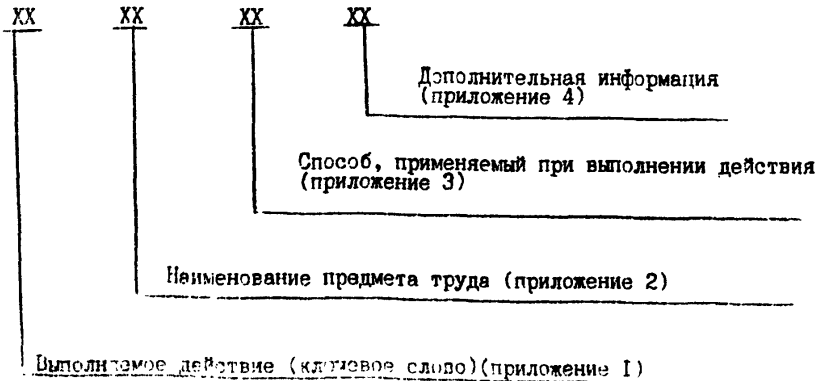 XX XX XX XX
Дополнительная информация
(приложение 4)
Способ, применяемый при выполнении действия
(приложение 3)
Наименование предмета труда (приложение 2)
Выполняемое действие (ключевое слово)(приложение I)